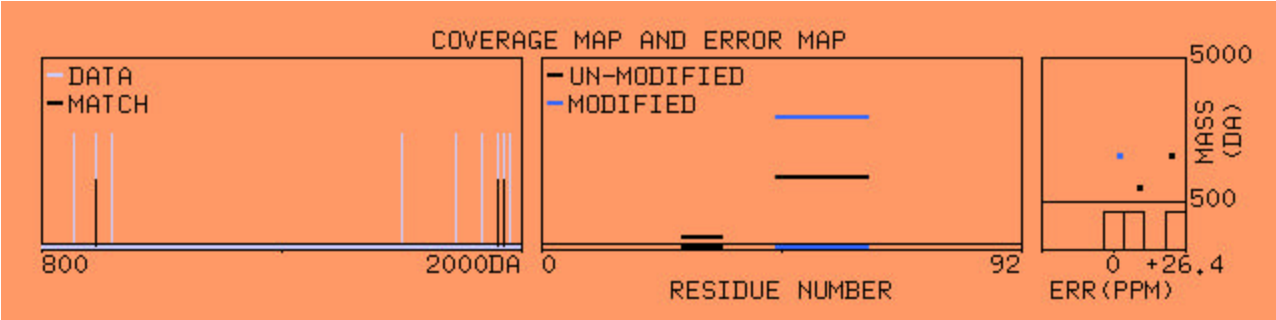 COVERAGE MAP AND ERROR MAP
DATA
MATCH
800
2000DA
UN-MODIFIED
MODIFIED
0
92
RESIDUE NUMBER
5000
MASS
(DA)
500
0
+26.4
ERR(PPM)